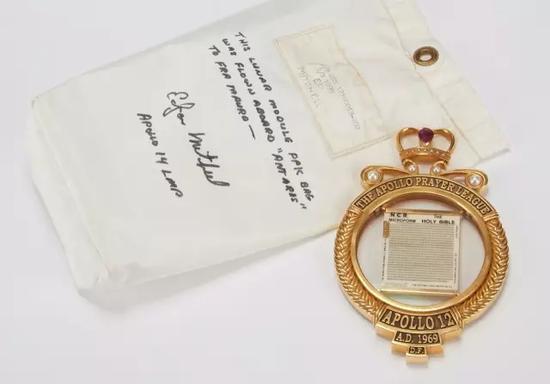 THIS LUNAR MODULE PPK BAG
WAS FLOWN ABOARD "ANTARES"
TO FRA MAURO —
Edgar Mitchell
APOLLO 14 LMP
MITCHELL
THE APOLLO PRAYER LEAGUE
NCR THE
MICROFORM HOLY BIBLE
APOLLO 12
A.D. 1969
D.F.